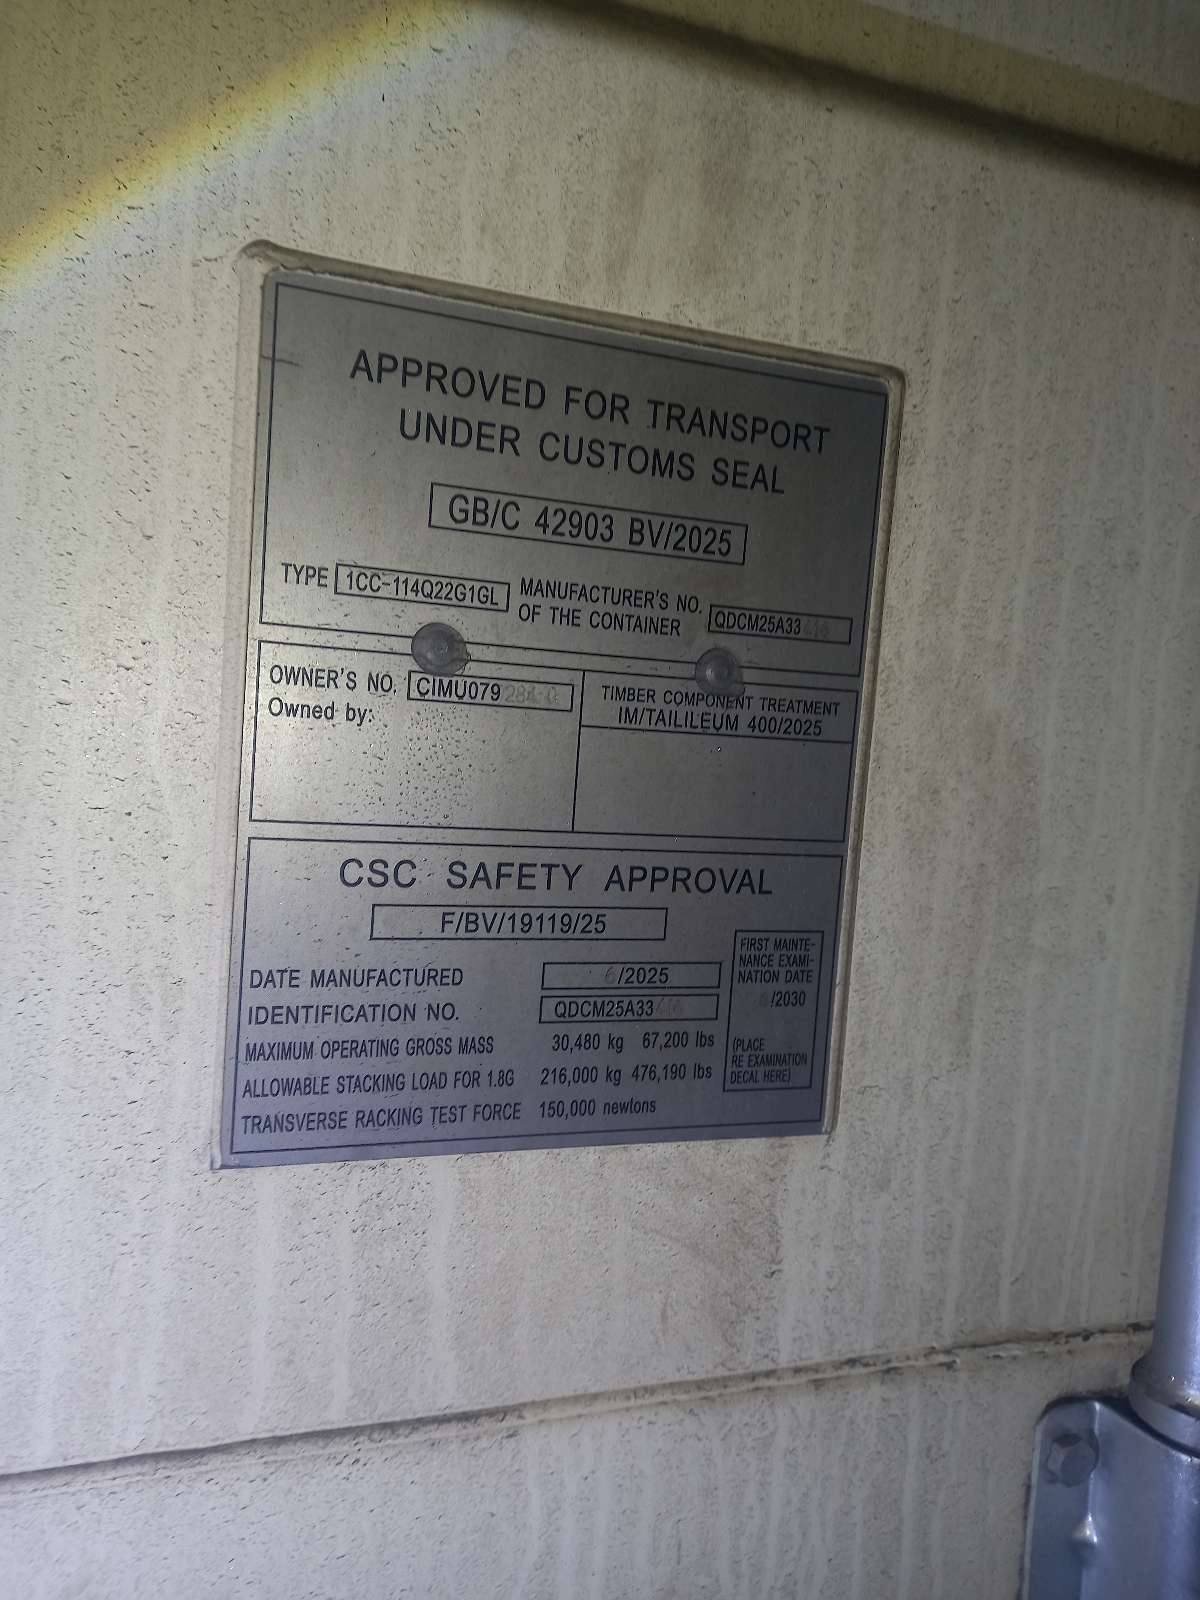 APPROVED FOR TRANSPORT
UNDER CUSTOMS SEAL
GB/C 42903 BV/2025
TYPE 1CC-114Q22G1GL MANUFACTURER'S NO.
OF THE CONTAINER QDCM25A33
OWNER'S NO. CIMU079
Owned by:
TIMBER COMPONENT TREATMENT
IM/TAILILEUM 400/2025
CSC SAFETY APPROVAL
F/BV/19119/25
DATE MANUFACTURED 6/2025
IDENTIFICATION NO. QDCM25A33
MAXIMUM OPERATING GROSS MASS 30,480 kg 67,200 lbs
ALLOWABLE STACKING LOAD FOR 1.8G 216,000 kg 476,190 lbs
TRANSVERSE RACKING TEST FORCE 150,000 newtons
FIRST MAINTE-
NANCE EXAMI-
NATION DATE
/2030
(PLACE
RE EXAMINATION
DECAL HERE)